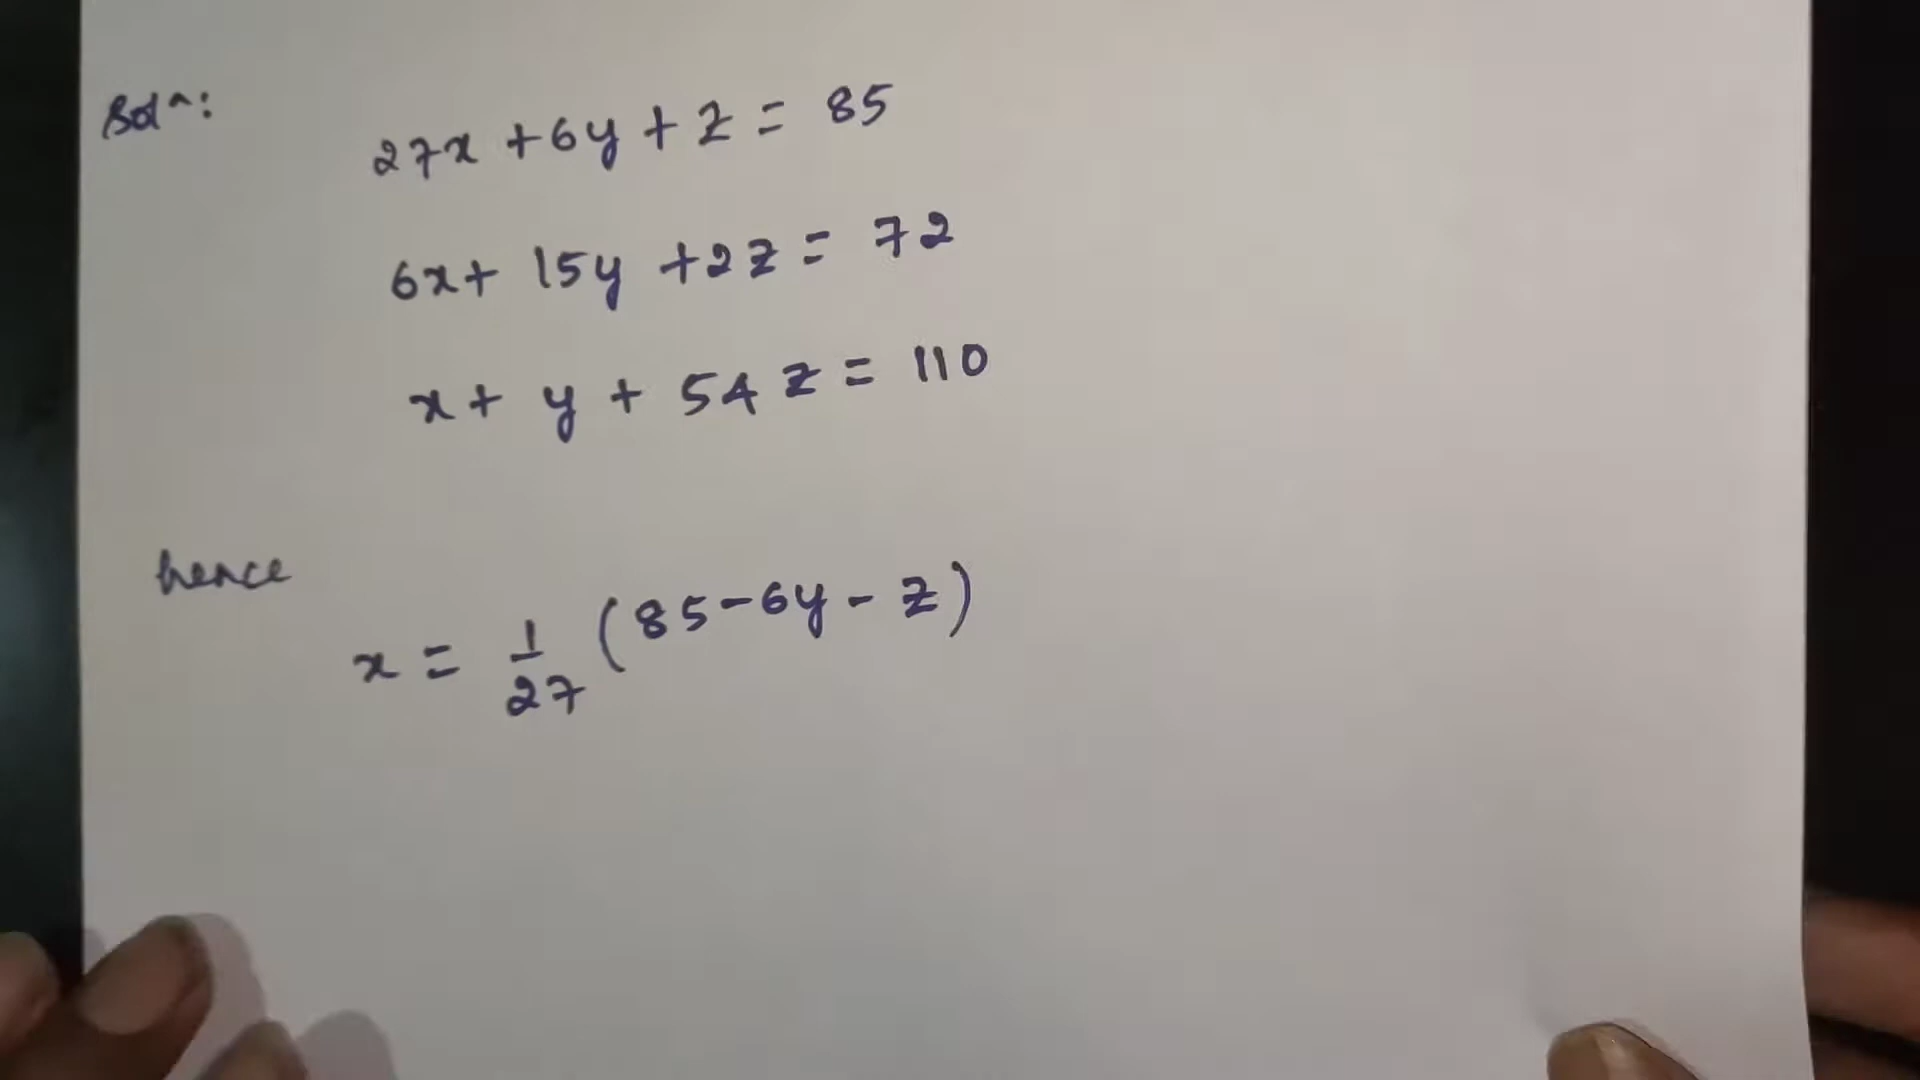 Solⁿ:
27x + 6y + z = 85
6x + 15y + 2z = 72
x + y + 54z = 110
hence
x = 1/27 (85 - 6y - z)